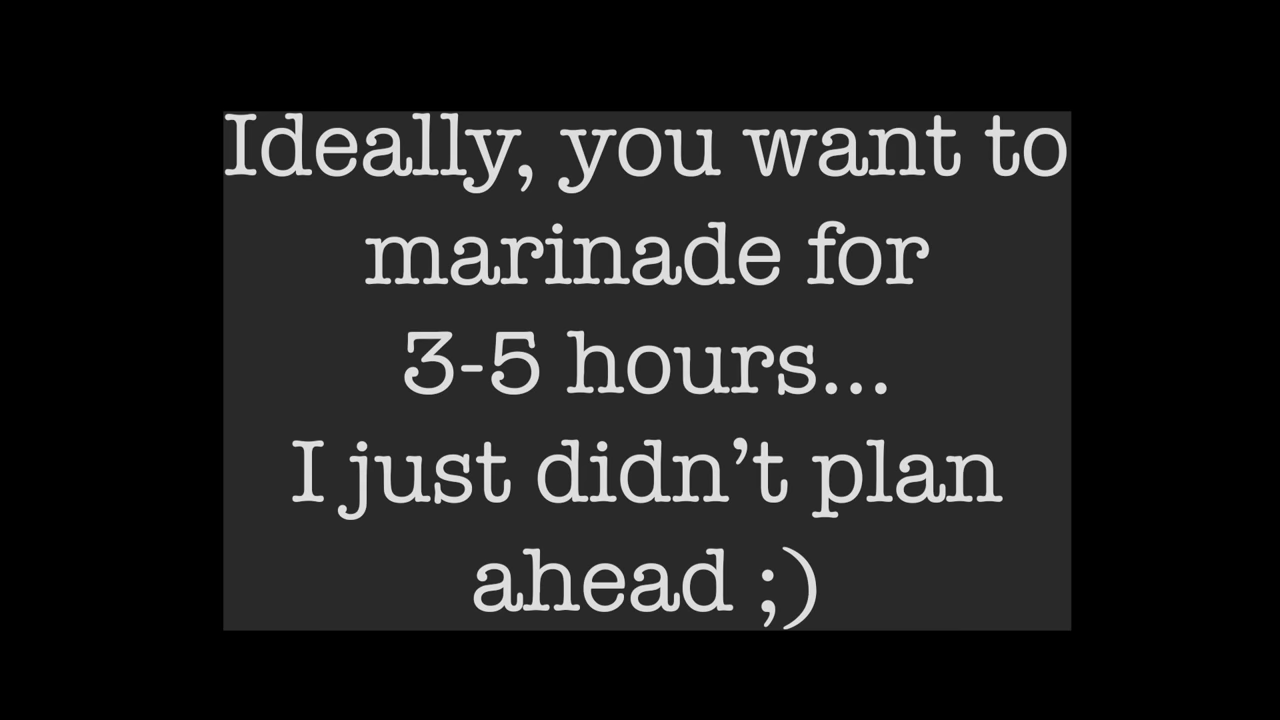 Ideally, you want to
marinade for
3-5 hours...
I just didn’t plan
ahead ;)